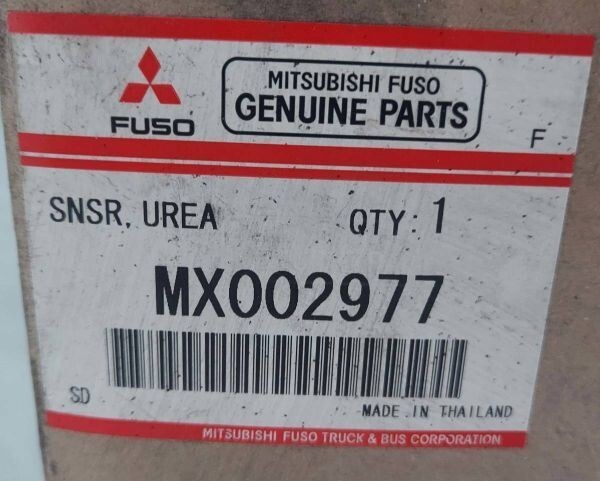 FUSO
MITSUBISHI FUSO
GENUINE PARTS
F
SNSR, UREA QTY: 1
MX002977
SD
MADE IN THAILAND
MITSUBISHI FUSO TRUCK & BUS CORPORATION